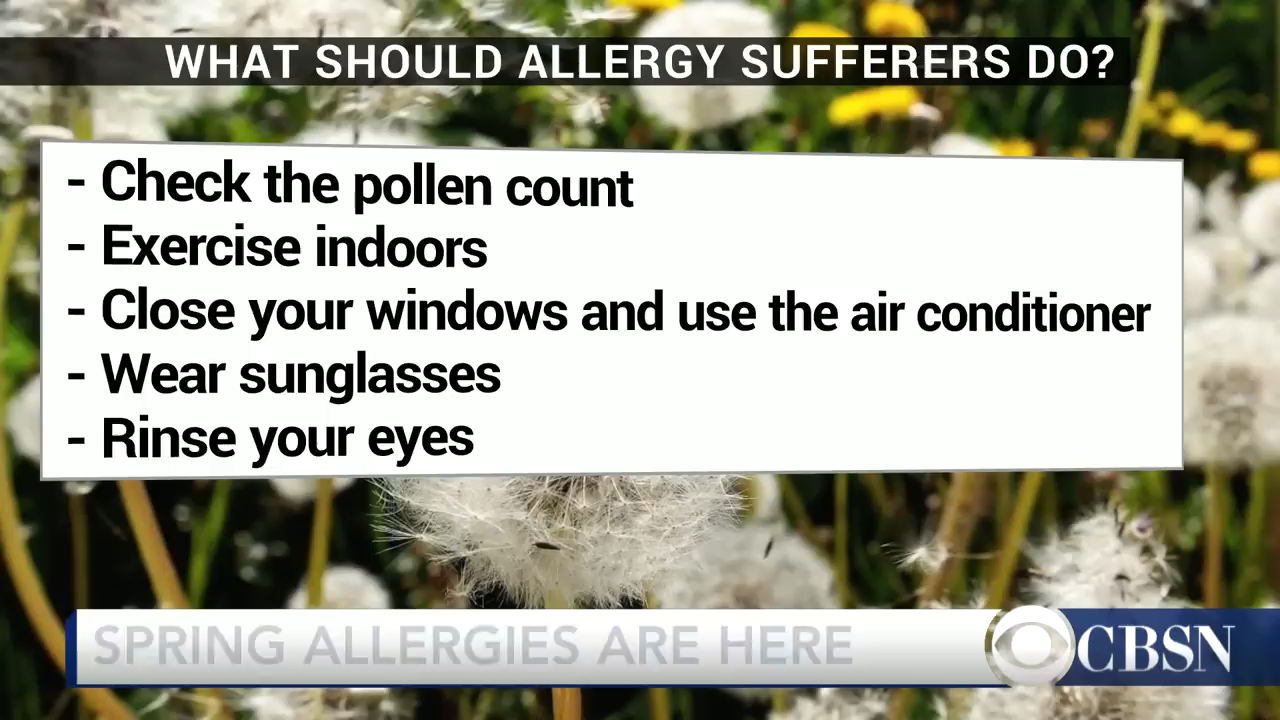 WHAT SHOULD ALLERGY SUFFERERS DO?
- Check the pollen count
- Exercise indoors
- Close your windows and use the air conditioner
- Wear sunglasses
- Rinse your eyes
SPRING ALLERGIES ARE HERE
CBSN